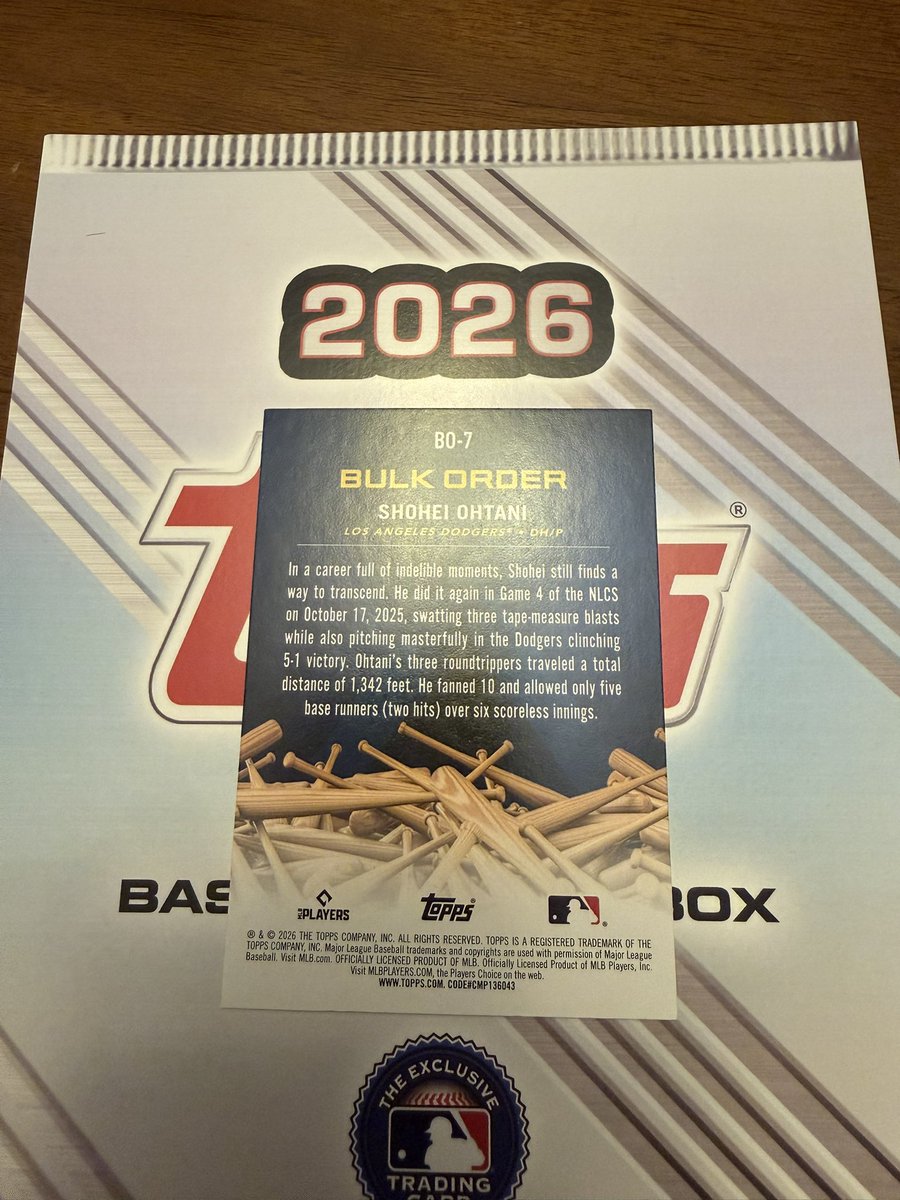 2026
®
BO-7
BULK ORDER
SHOHEI OHTANI
LOS ANGELES DODGERS® • DH/P
In a career full of indelible moments, Shohei still finds a
way to transcend. He did it again in Game 4 of the NLCS
on October 17, 2025, swatting three tape-measure blasts
while also pitching masterfully in the Dodgers clinching
5-1 victory. Ohtani's three roundtrippers traveled a total
distance of 1,342 feet. He fanned 10 and allowed only five
base runners (two hits) over six scoreless innings.
BAS BOX
MLB PLAYERS topps®
® & © 2026 THE TOPPS COMPANY, INC. ALL RIGHTS RESERVED. TOPPS IS A REGISTERED TRADEMARK OF THE
TOPPS COMPANY, INC. Major League Baseball trademarks and copyrights are used with permission of Major League
Baseball. Visit MLB.com. OFFICIALLY LICENSED PRODUCT OF MLB. Officially Licensed Product of MLB Players, Inc.
Visit MLBPLAYERS.COM, the Players Choice on the web.
WWW.TOPPS.COM. CODE#CMP136043
THE EXCLUSIVE
TRADING
CARD